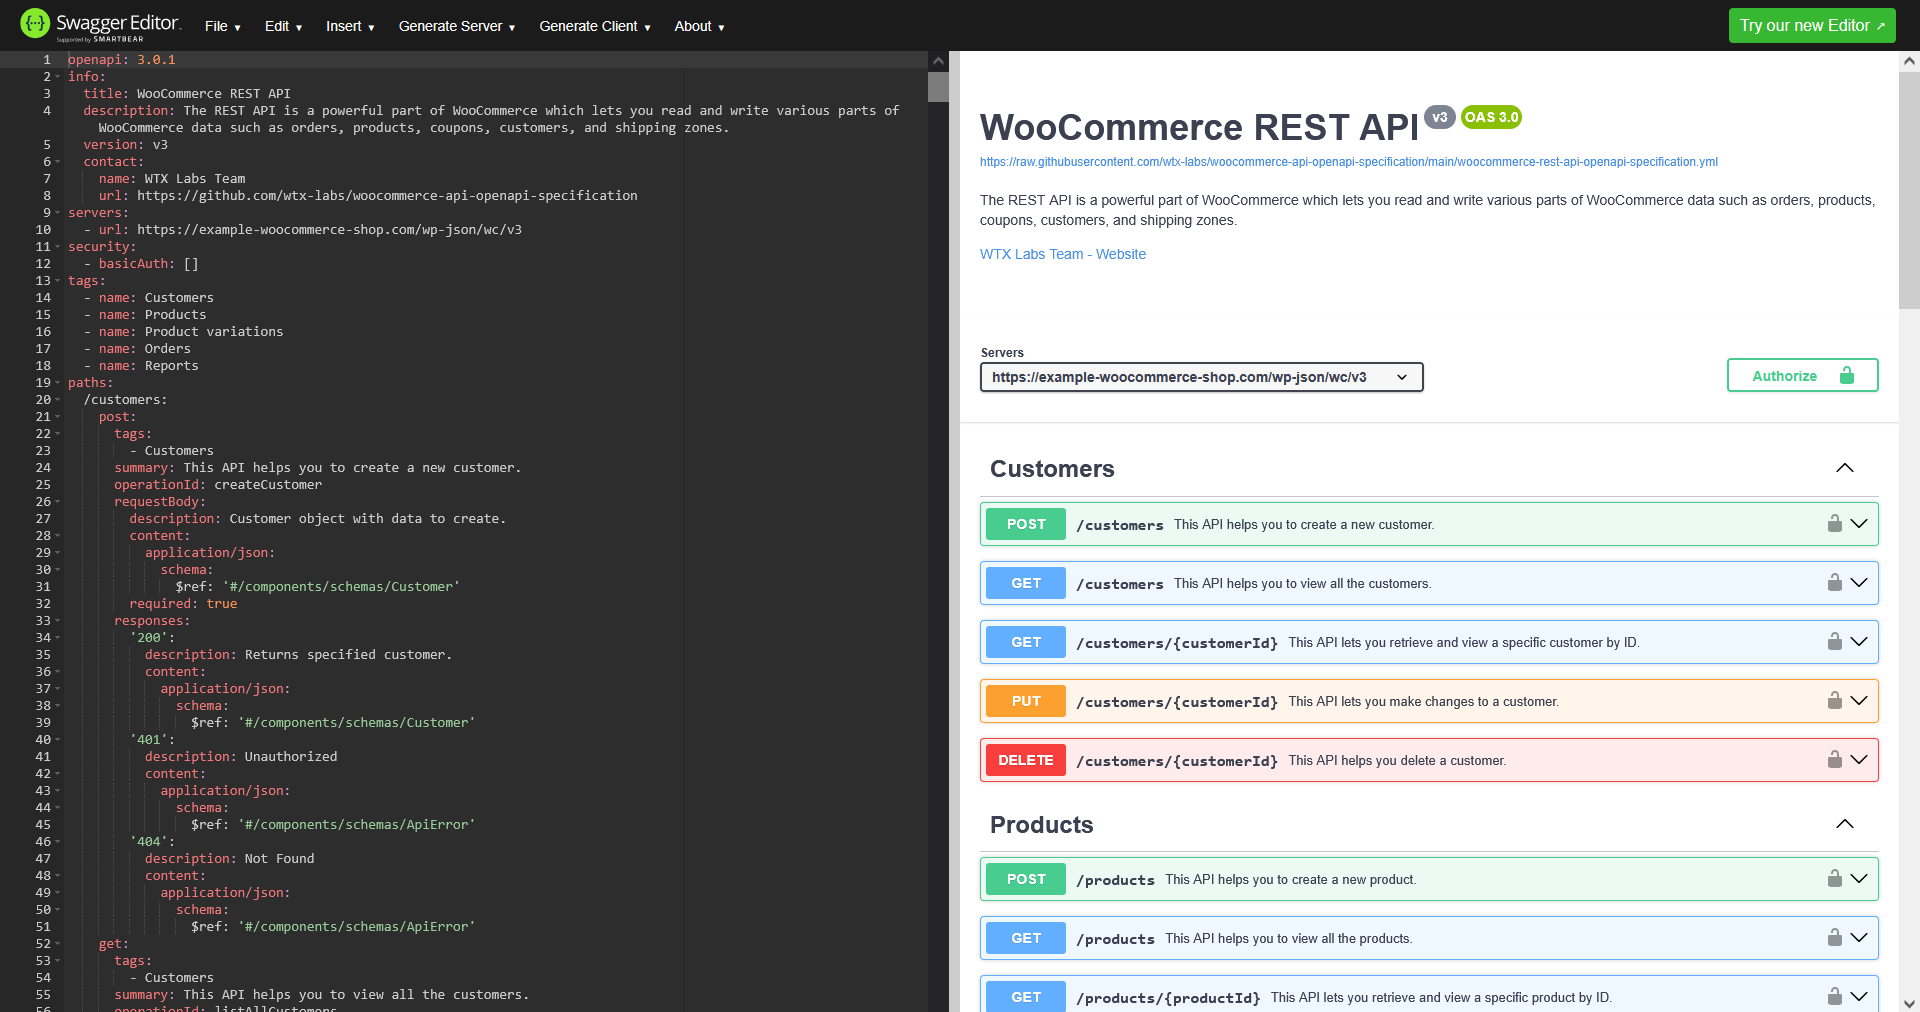 Swagger Editor.
Supported by SMARTBEAR
File ▾
Edit ▾
Insert ▾
Generate Server ▾
Generate Client ▾
About ▾
Try our new Editor ↗
1 openapi: 3.0.1
2 info:
3 title: WooCommerce REST API
4 description: The REST API is a powerful part of WooCommerce which lets you read and write various parts of
WooCommerce data such as orders, products, coupons, customers, and shipping zones.
5 version: v3
6 contact:
7 name: WTX Labs Team
8 url: https://github.com/wtx-labs/woocommerce-api-openapi-specification
9 servers:
10 - url: https://example-woocommerce-shop.com/wp-json/wc/v3
11 security:
12 - basicAuth: []
13 tags:
14 - name: Customers
15 - name: Products
16 - name: Product variations
17 - name: Orders
18 - name: Reports
19 paths:
20 /customers:
21 post:
22 tags:
23 - Customers
24 summary: This API helps you to create a new customer.
25 operationId: createCustomer
26 requestBody:
27 description: Customer object with data to create.
28 content:
29 application/json:
30 schema:
31 $ref: '#/components/schemas/Customer'
32 required: true
33 responses:
34 '200':
35 description: Returns specified customer.
36 content:
37 application/json:
38 schema:
39 $ref: '#/components/schemas/Customer'
40 '401':
41 description: Unauthorized
42 content:
43 application/json:
44 schema:
45 $ref: '#/components/schemas/ApiError'
46 '404':
47 description: Not Found
48 content:
49 application/json:
50 schema:
51 $ref: '#/components/schemas/ApiError'
52 get:
53 tags:
54 - Customers
55 summary: This API helps you to view all the customers.
56 operationId: listAllCustomers
WooCommerce REST API v3 OAS 3.0
https://raw.githubusercontent.com/wtx-labs/woocommerce-api-openapi-specification/main/woocommerce-rest-api-openapi-specification.yml
The REST API is a powerful part of WooCommerce which lets you read and write various parts of WooCommerce data such as orders, products,
coupons, customers, and shipping zones.
WTX Labs Team - Website
Servers
https://example-woocommerce-shop.com/wp-json/wc/v3
Authorize
Customers
POST /customers This API helps you to create a new customer.
GET /customers This API helps you to view all the customers.
GET /customers/{customerId} This API lets you retrieve and view a specific customer by ID.
PUT /customers/{customerId} This API lets you make changes to a customer.
DELETE /customers/{customerId} This API helps you delete a customer.
Products
POST /products This API helps you to create a new product.
GET /products This API helps you to view all the products.
GET /products/{productId} This API lets you retrieve and view a specific product by ID.